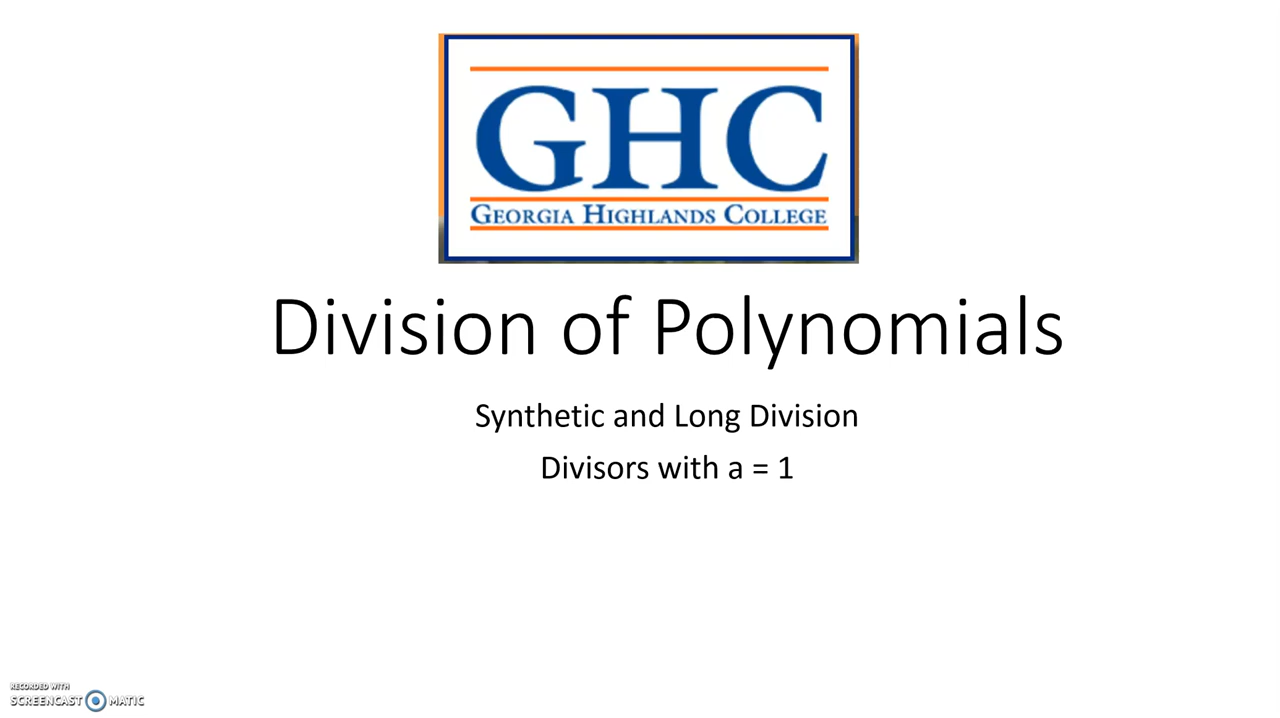 GHC
GEORGIA HIGHLANDS COLLEGE
Division of Polynomials
Synthetic and Long Division
Divisors with a = 1
RECORDED WITH
SCREENCAST MATIC